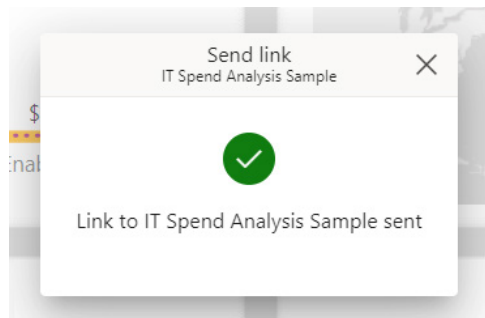 Send link
IT Spend Analysis Sample
$
Link to IT Spend Analysis Sample sent